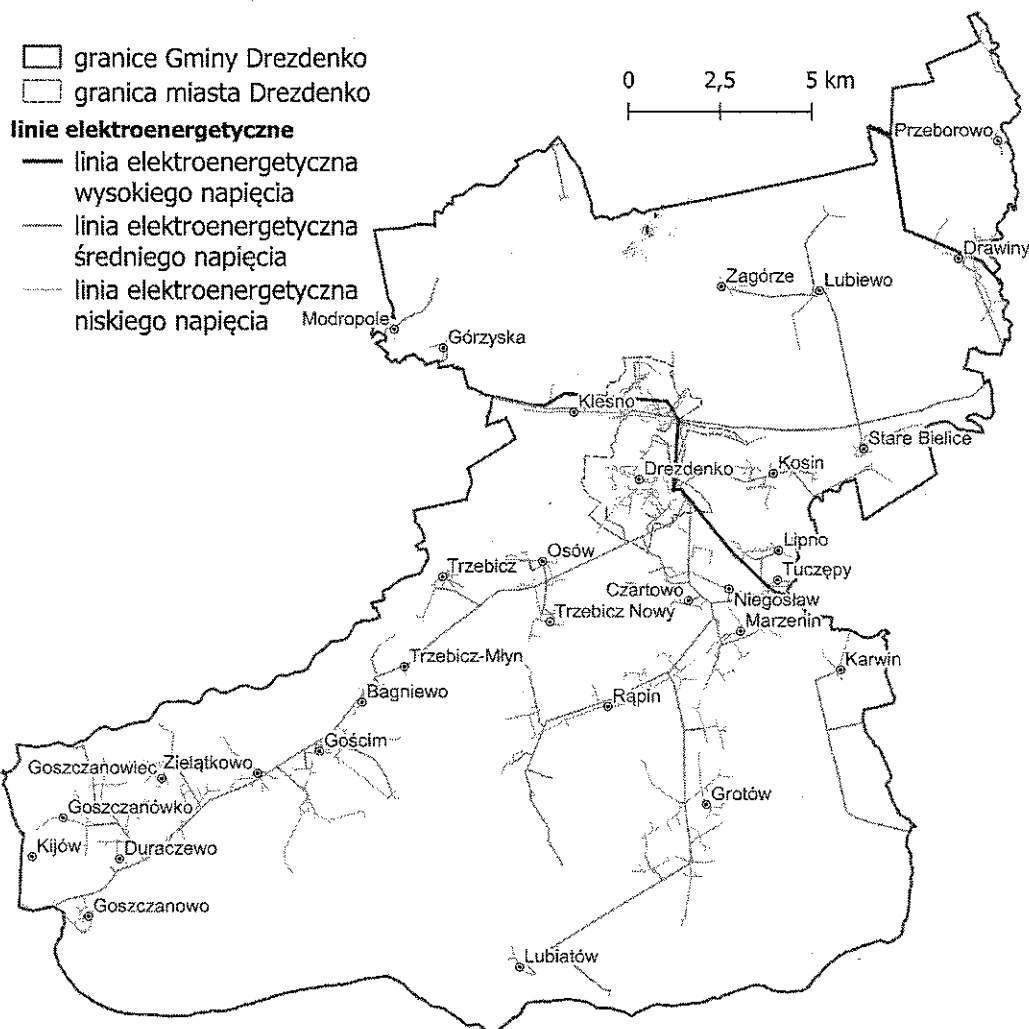 granice Gminy Drezdenko
granica miasta Drezdenko
linie elektroenergetyczne
linia elektroenergetyczna
wysokiego napięcia
linia elektroenergetyczna
średniego napięcia
linia elektroenergetyczna
niskiego napięcia
0 2,5 5 km
Przeborowo
Drawiny
Zagórze
Lubiewo
Modropole
Górzyska
Klesno
Stare Bielice
Drezdenko
Kosin
Lipno
Osów
Trzebicz
Tuczępy
Czartowo
Niegosław
Trzebicz Nowy
Marzenin
Trzebicz-Młyn
Karwin
Bagniewo
Rąpin
Gościm
Goszczanowiec
Zielątkowo
Goszczanówko
Grotów
Kijów
Duraczewo
Goszczanowo
Lubiatów